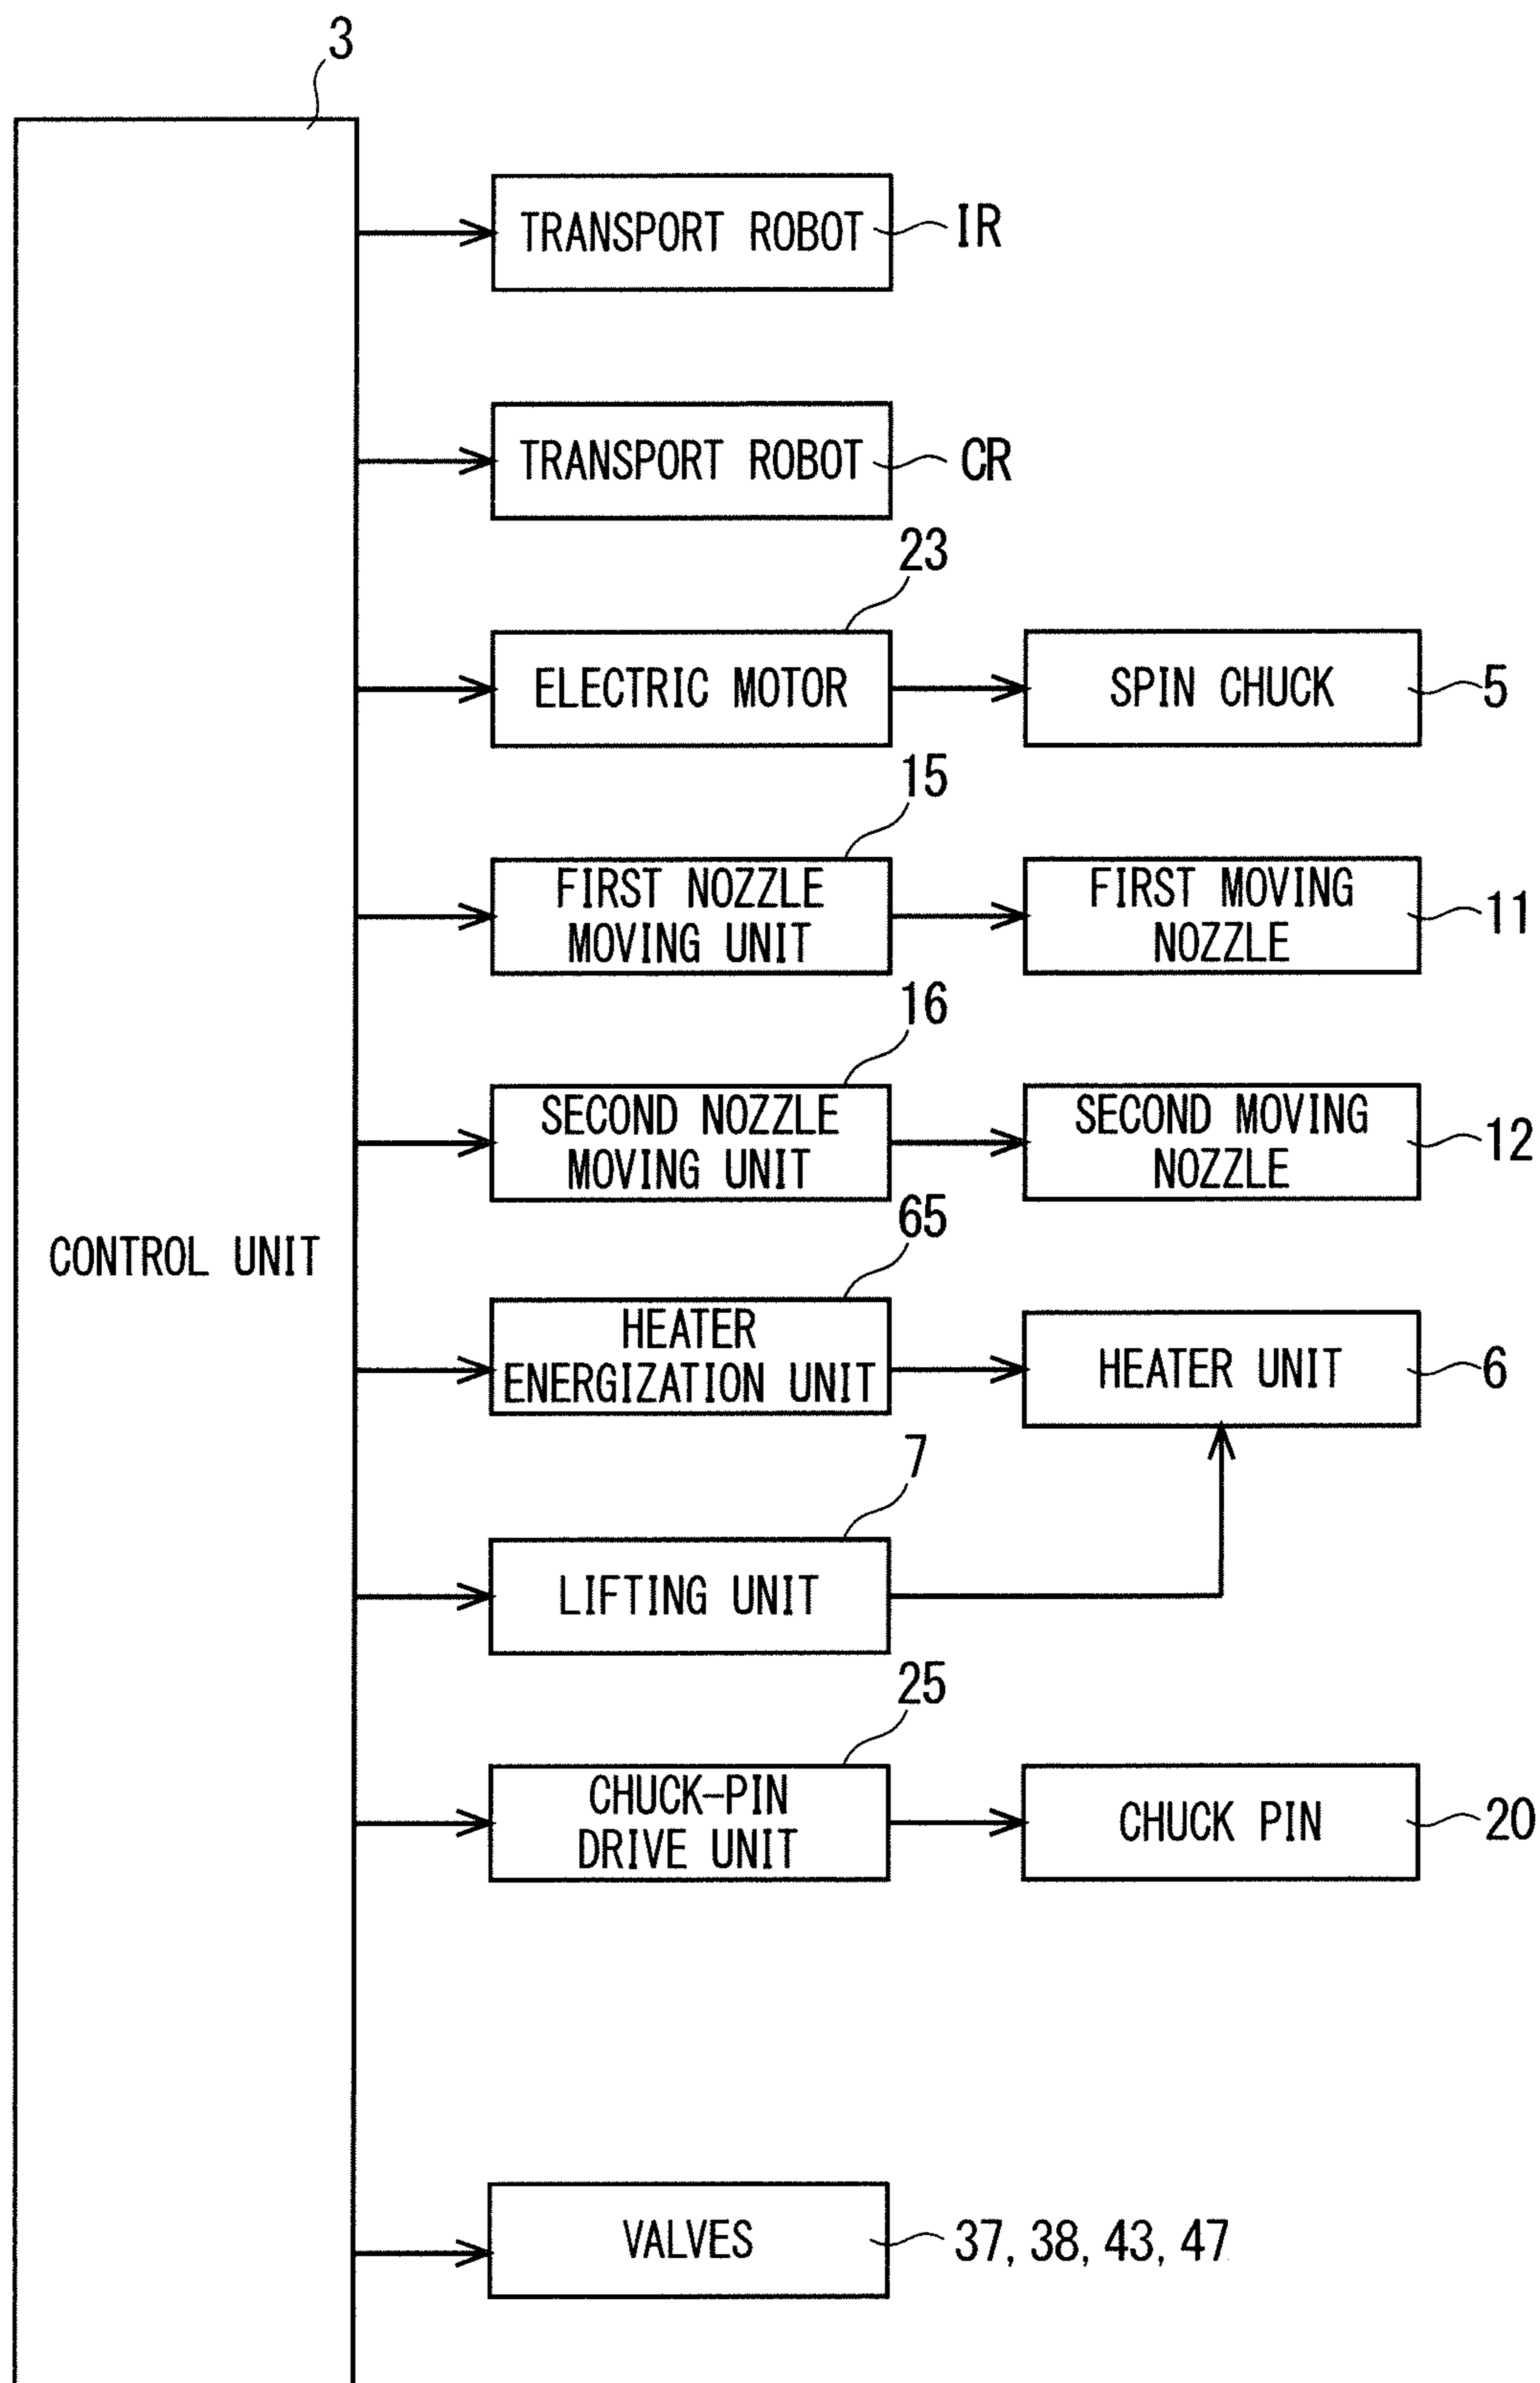 3
TRANSPORT ROBOT
IR
TRANSPORT ROBOT
CR
23
ELECTRIC MOTOR
SPIN CHUCK
5
15
FIRST NOZZLE
MOVING UNIT
FIRST MOVING
NOZZLE
11
16
SECOND NOZZLE
MOVING UNIT
SECOND MOVING
NOZZLE
12
CONTROL UNIT
65
HEATER
ENERGIZATION UNIT
HEATER UNIT
6
7
LIFTING UNIT
25
CHUCK-PIN
DRIVE UNIT
CHUCK PIN
20
VALVES
37, 38, 43, 47